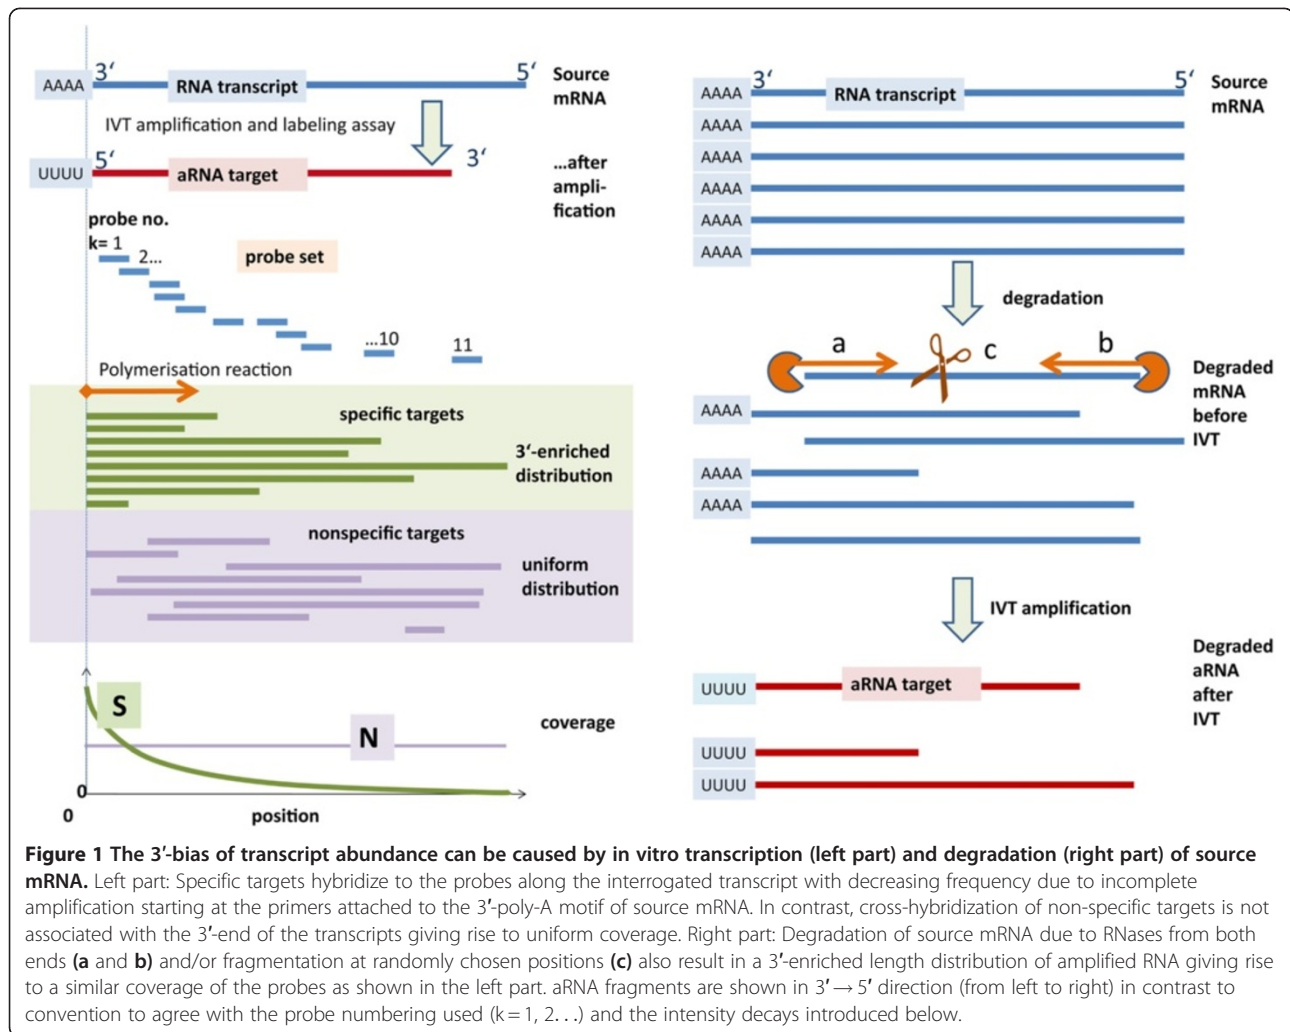 3‘
5‘
AAAA
RNA transcript
Source
mRNA
IVT amplification and labeling assay
UUUU
5‘
aRNA target
3‘
...after
ampli-
fication
probe no.
k= 1
2...
probe set
...10
11
Polymerisation reaction
specific targets
3‘-enriched
distribution
nonspecific targets
uniform
distribution
S
N
coverage
0
0
position
3‘
5‘
AAAA
RNA transcript
Source
mRNA
AAAA
AAAA
AAAA
AAAA
AAAA
degradation
a
c
b
Degraded
mRNA
before
IVT
AAAA
AAAA
AAAA
IVT amplification
Degraded
aRNA
after
IVT
UUUU
aRNA target
UUUU
UUUU
Figure 1 The 3′-bias of transcript abundance can be caused by in vitro transcription (left part) and degradation (right part) of source
mRNA. Left part: Specific targets hybridize to the probes along the interrogated transcript with decreasing frequency due to incomplete
amplification starting at the primers attached to the 3′-poly-A motif of source mRNA. In contrast, cross-hybridization of non-specific targets is not
associated with the 3′-end of the transcripts giving rise to uniform coverage. Right part: Degradation of source mRNA due to RNases from both
ends (a and b) and/or fragmentation at randomly chosen positions (c) also result in a 3′-enriched length distribution of amplified RNA giving rise
to a similar coverage of the probes as shown in the left part. aRNA fragments are shown in 3′ → 5′ direction (from left to right) in contrast to
convention to agree with the probe numbering used (k = 1, 2. . .) and the intensity decays introduced below.